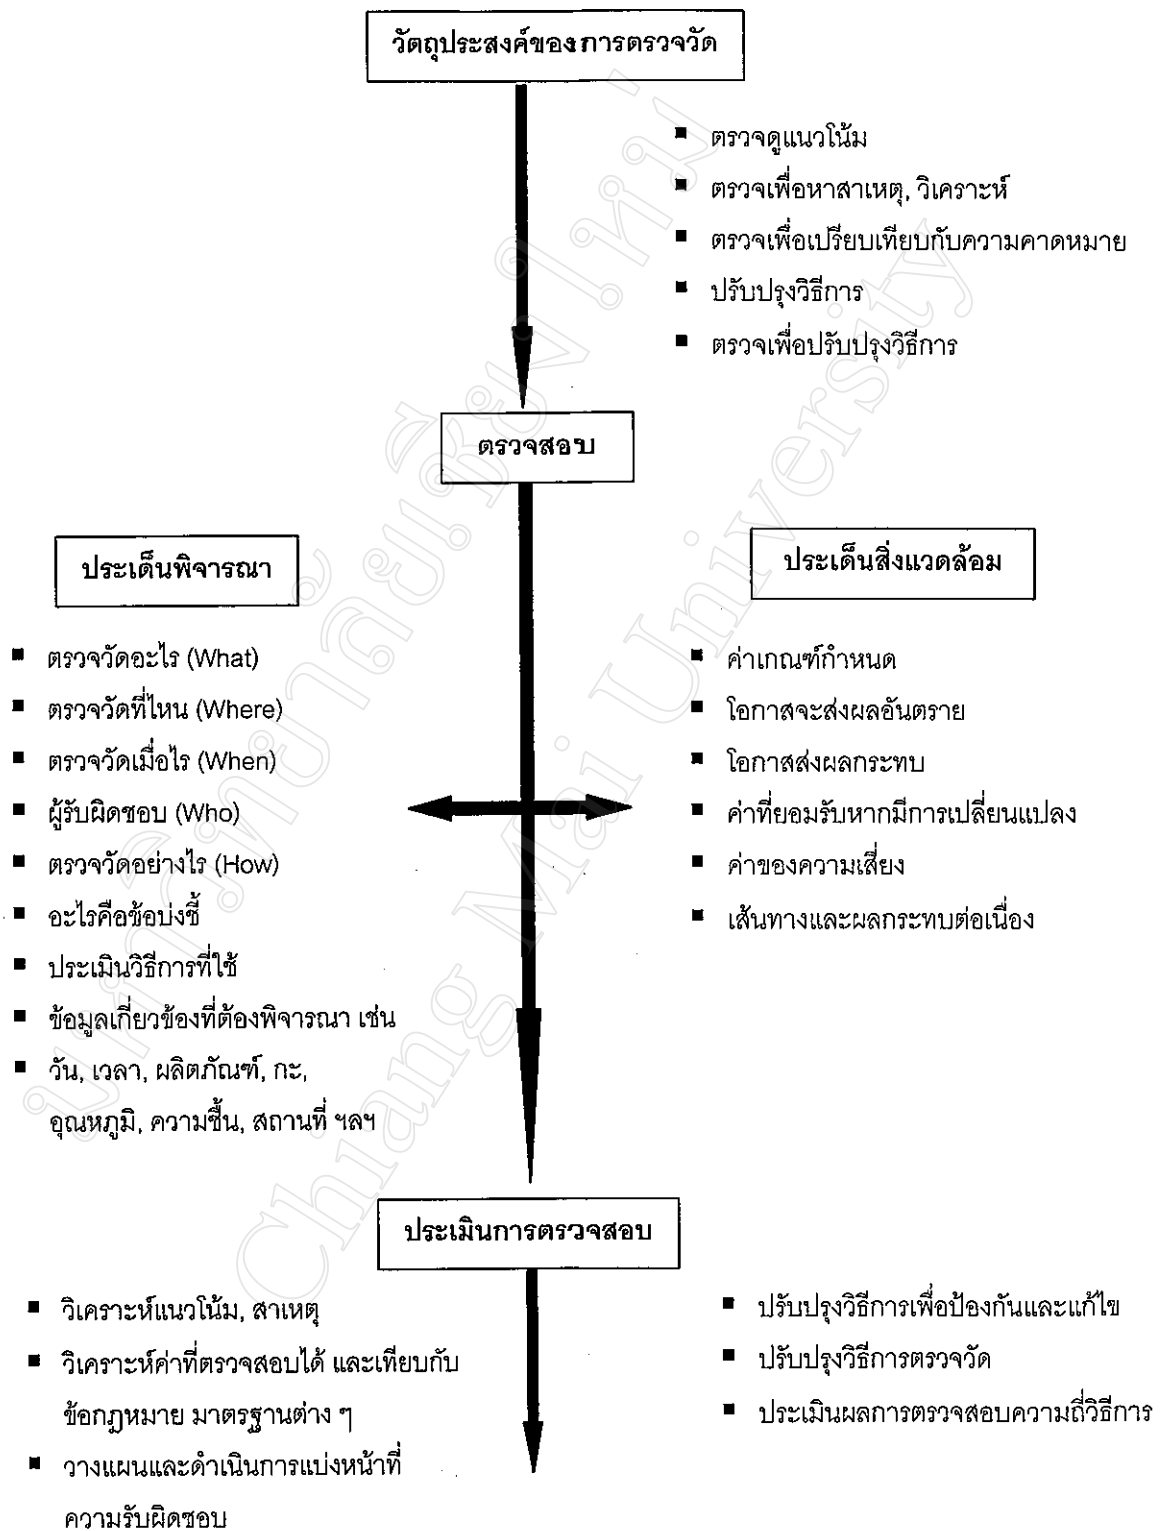 วัตถุประสงค์ของการตรวจวัด
▪ ตรวจดูแนวโน้ม
▪ ตรวจเพื่อหาสาเหตุ, วิเคราะห์
▪ ตรวจเพื่อเปรียบเทียบกับความคาดหมาย
▪ ปรับปรุงวิธีการ
▪ ตรวจเพื่อปรับปรุงวิธีการ
ตรวจสอบ
ประเด็นพิจารณา
▪ ตรวจวัดอะไร (What)
▪ ตรวจวัดที่ไหน (Where)
▪ ตรวจวัดเมื่อไร (When)
▪ ผู้รับผิดชอบ (Who)
▪ ตรวจวัดอย่างไร (How)
▪ อะไรคือข้อบ่งชี้
▪ ประเมินวิธีการที่ใช้
▪ ข้อมูลเกี่ยวข้องที่ต้องพิจารณา เช่น
▪ วัน, เวลา, ผลิตภัณฑ์, กะ,
อุณหภูมิ, ความชื้น, สถานที่ ฯลฯ
ประเด็นสิ่งแวดล้อม
▪ ค่าเกณฑ์กำหนด
▪ โอกาสจะส่งผลอันตราย
▪ โอกาสส่งผลกระทบ
▪ ค่าที่ยอมรับหากมีการเปลี่ยนแปลง
▪ ค่าของความเสี่ยง
▪ เส้นทางและผลกระทบต่อเนื่อง
ประเมินการตรวจสอบ
▪ วิเคราะห์แนวโน้ม, สาเหตุ
▪ วิเคราะห์ค่าที่ตรวจสอบได้ และเทียบกับ
ข้อกฎหมาย มาตรฐานต่าง ๆ
▪ วางแผนและดำเนินการแบ่งหน้าที่
ความรับผิดชอบ
▪ ปรับปรุงวิธีการเพื่อป้องกันและแก้ไข
▪ ปรับปรุงวิธีการตรวจวัด
▪ ประเมินผลการตรวจสอบความถี่วิธีการ
มหาวิทยาลัยเชียงใหม่
Chiang Mai University